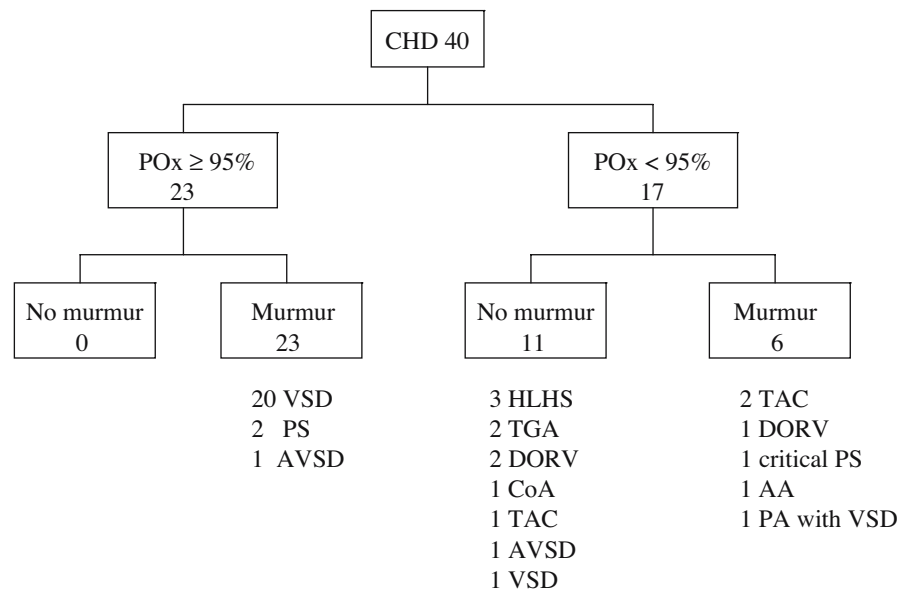 CHD 40
POx ≥ 95%
23
POx < 95%
17
No murmur
0
Murmur
23
No murmur
11
Murmur
6
20 VSD
2 PS
1 AVSD
3 HLHS
2 TGA
2 DORV
1 CoA
1 TAC
1 AVSD
1 VSD
2 TAC
1 DORV
1 critical PS
1 AA
1 PA with VSD